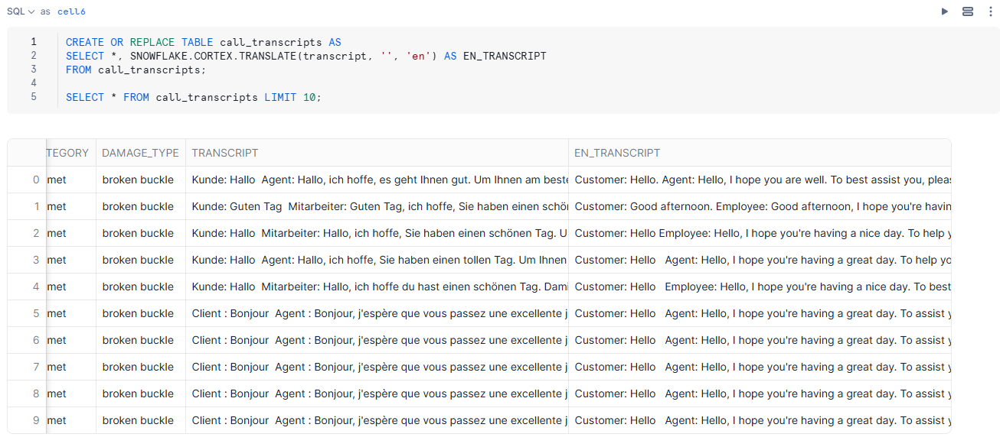 SQL as cell6
1 CREATE OR REPLACE TABLE call_transcripts AS
2 SELECT *, SNOWFLAKE.CORTEX.TRANSLATE(transcript, '', 'en') AS EN_TRANSCRIPT
3 FROM call_transcripts;
4
5 SELECT * FROM call_transcripts LIMIT 10;
TEGORY DAMAGE_TYPE TRANSCRIPT EN_TRANSCRIPT
0 met broken buckle Kunde: Hallo Agent: Hallo, ich hoffe, es geht Ihnen gut. Um Ihnen am beste Customer: Hello. Agent: Hello, I hope you are well. To best assist you, pleas
1 met broken buckle Kunde: Guten Tag Mitarbeiter: Guten Tag, ich hoffe, Sie haben einen schön Customer: Good afternoon. Employee: Good afternoon, I hope you're havin
2 met broken buckle Kunde: Hallo Mitarbeiter: Hallo, ich hoffe, Sie haben einen schönen Tag. U Customer: Hello Employee: Hello, I hope you're having a nice day. To help y
3 met broken buckle Kunde: Hallo Agent: Hallo, ich hoffe, Sie haben einen tollen Tag. Um Ihnen Customer: Hello Agent: Hello, I hope you're having a great day. To help yo
4 met broken buckle Kunde: Hallo Mitarbeiter: Hallo, ich hoffe du hast einen schönen Tag. Dami Customer: Hello Employee: Hello, I hope you're having a nice day. To best
5 met broken buckle Client : Bonjour Agent : Bonjour, j'espère que vous passez une excellente j Customer: Hello Agent: Hello, I hope you're having a great day. To assist y
6 met broken buckle Client : Bonjour Agent : Bonjour, j'espère que vous passez une excellente j Customer: Hello Agent: Hello, I hope you're having a great day. To assist y
7 met broken buckle Client : Bonjour Agent : Bonjour, j'espère que vous passez une excellente j Customer: Hello Agent: Hello, I hope you're having a great day. To assist y
8 met broken buckle Client : Bonjour Agent : Bonjour, j'espère que vous passez une excellente j Customer: Hello Agent: Hello, I hope you're having a great day. To assist y
9 met broken buckle Client : Bonjour Agent : Bonjour, j'espère que vous passez une excellente j Customer: Hello Agent: Hello, I hope you're having a great day. To assist y